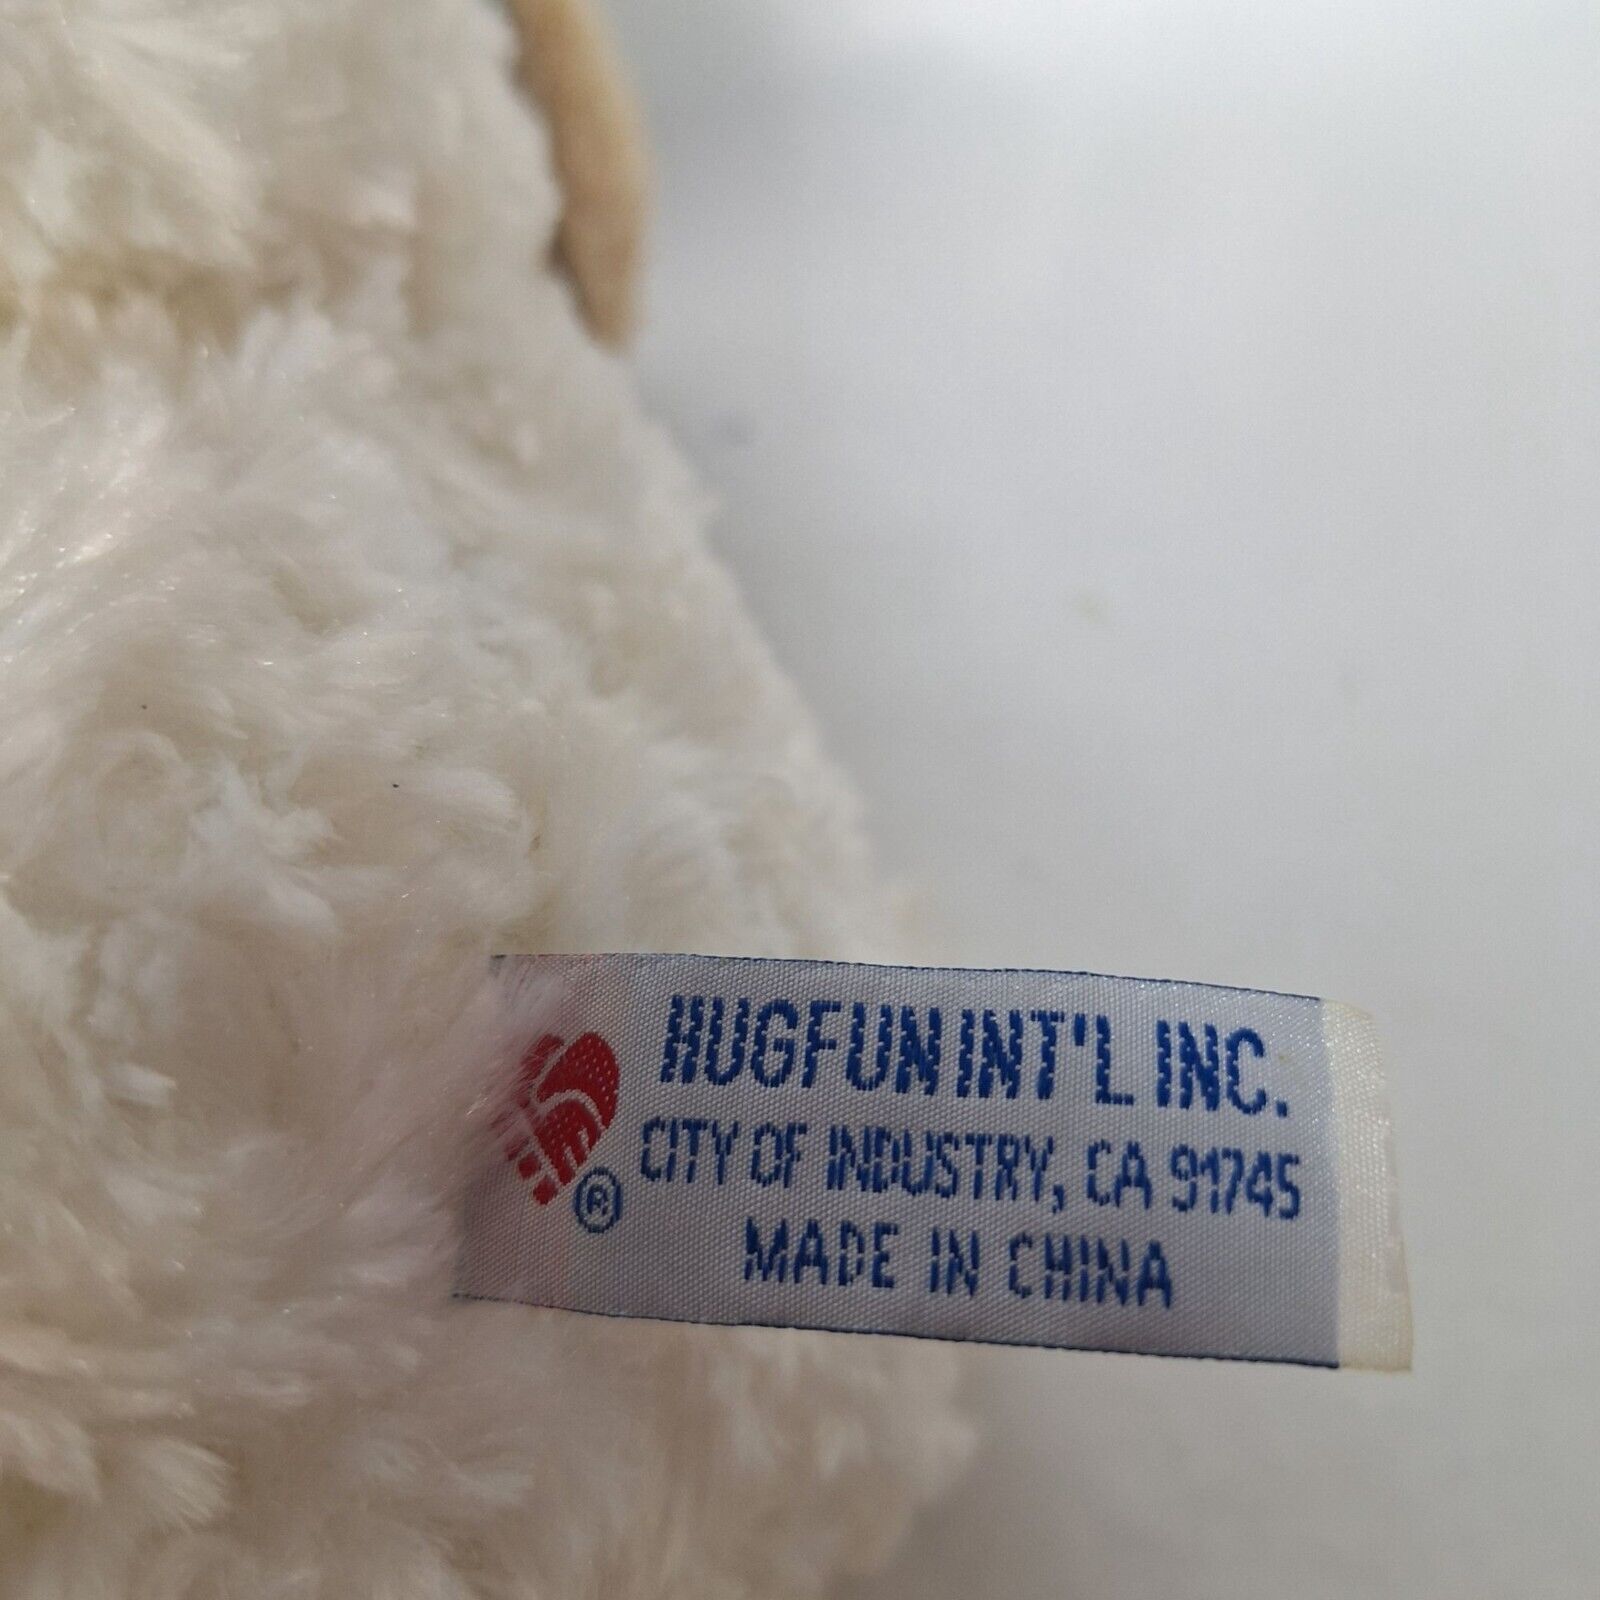 HUGFUN INT'L INC.
CITY OF INDUSTRY, CA 91745
®
MADE IN CHINA